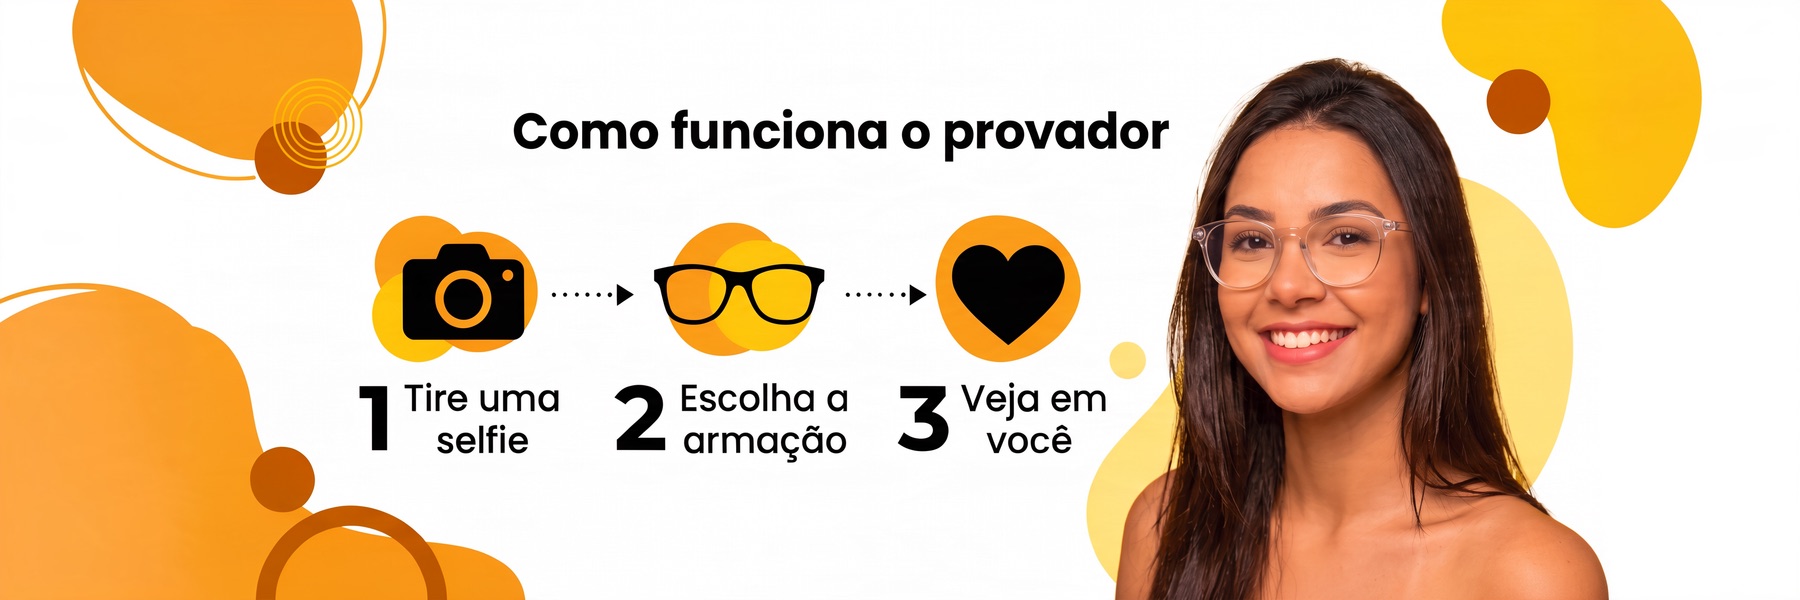 Como funciona o provador
1 Tire uma
selfie
2 Escolha a
armação
3 Veja em
você